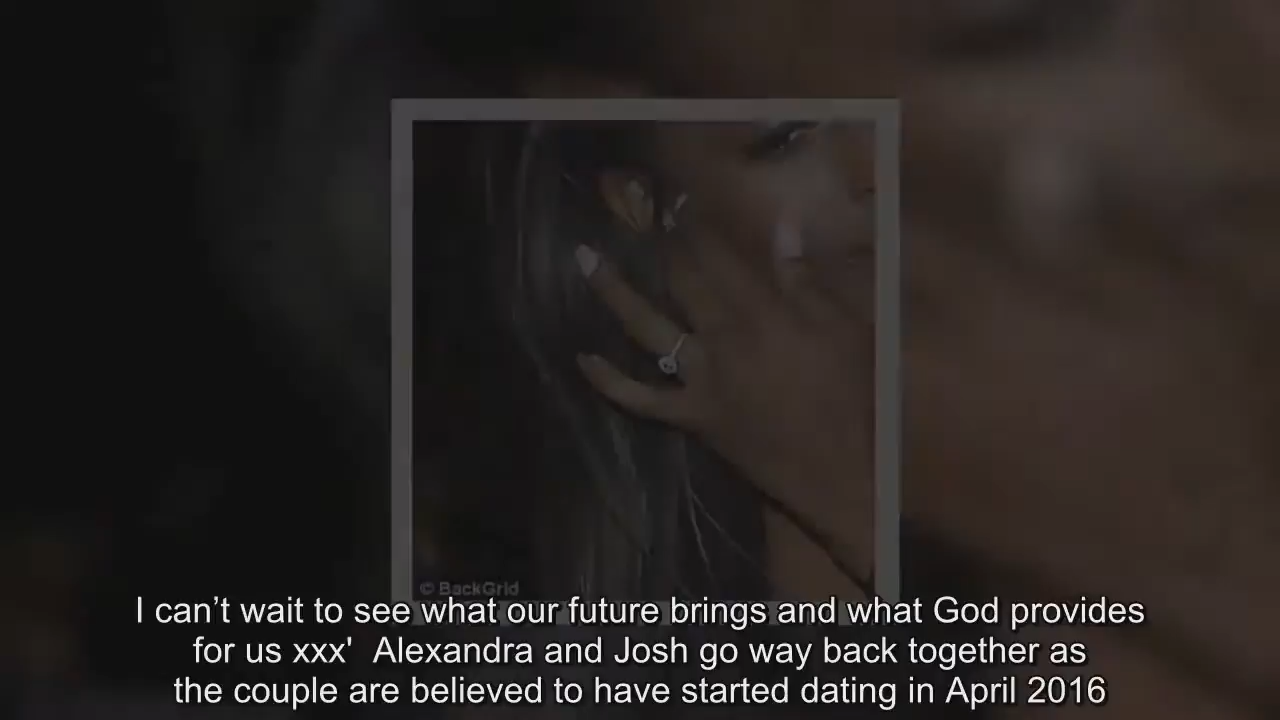 © BackGrid
I can’t wait to see what our future brings and what God provides
for us xxx'  Alexandra and Josh go way back together as
the couple are believed to have started dating in April 2016